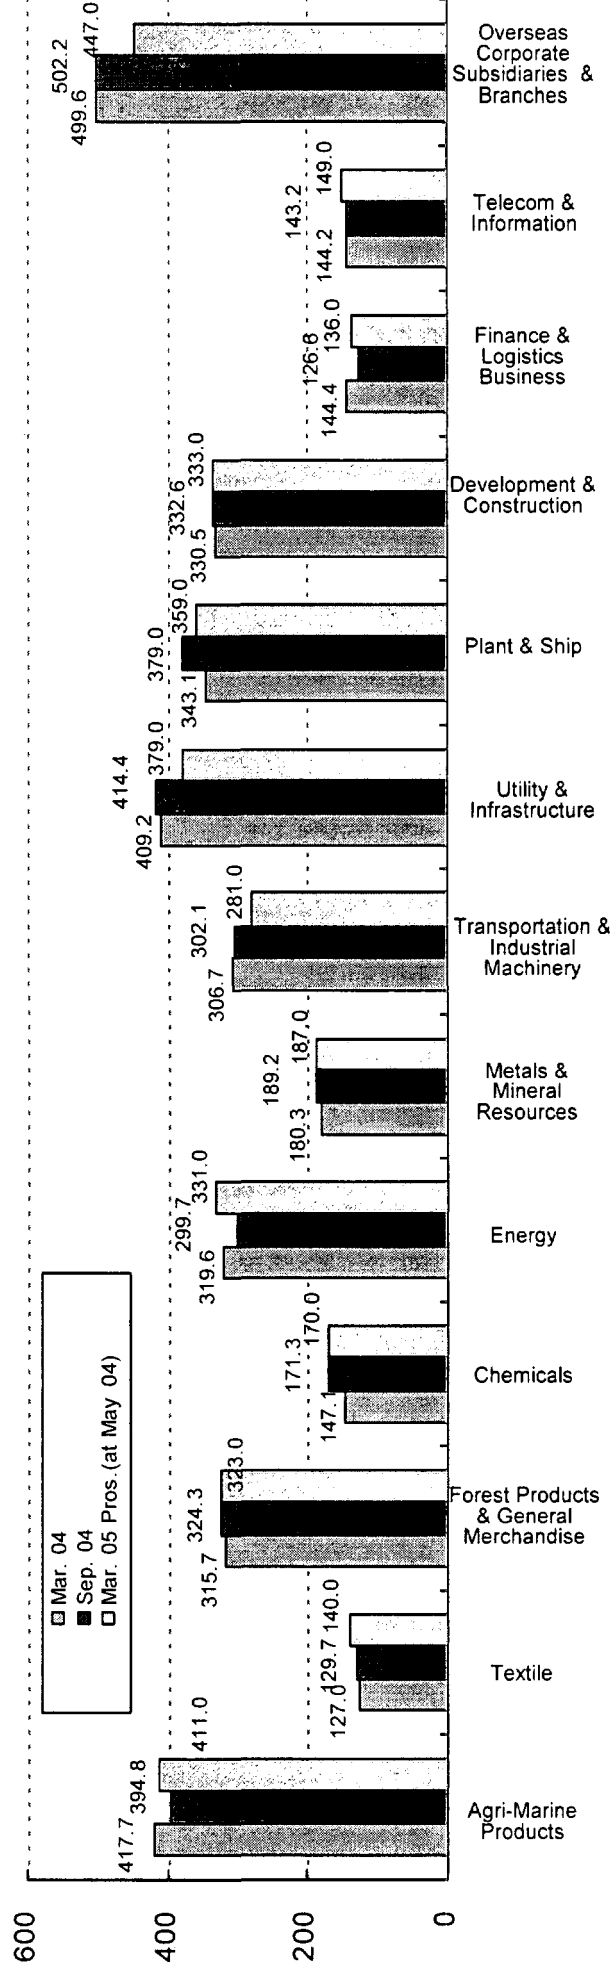 600
400
200
0
Mar. 04
Sep. 04
Mar. 05 Pros.(at May 04)
417.7
394.8
411.0
Agri-Marine
Products
127.0
129.7
140.0
Textile
315.7
324.3
323.0
Forest Products
& General
Merchandise
147.1
171.3
170.0
Chemicals
319.6
299.7
331.0
Energy
180.3
189.2
187.0
Metals &
Mineral
Resources
306.7
302.1
281.0
Transportation &
Industrial
Machinery
409.2
414.4
379.0
Utility &
Infrastructure
343.1
379.0
359.0
Plant & Ship
330.5
332.6
333.0
Development &
Construction
144.4
126.8
136.0
Finance &
Logistics
Business
144.2
143.2
149.0
Telecom &
Information
499.6
502.2
447.0
Overseas
Corporate
Subsidiaries &
Branches